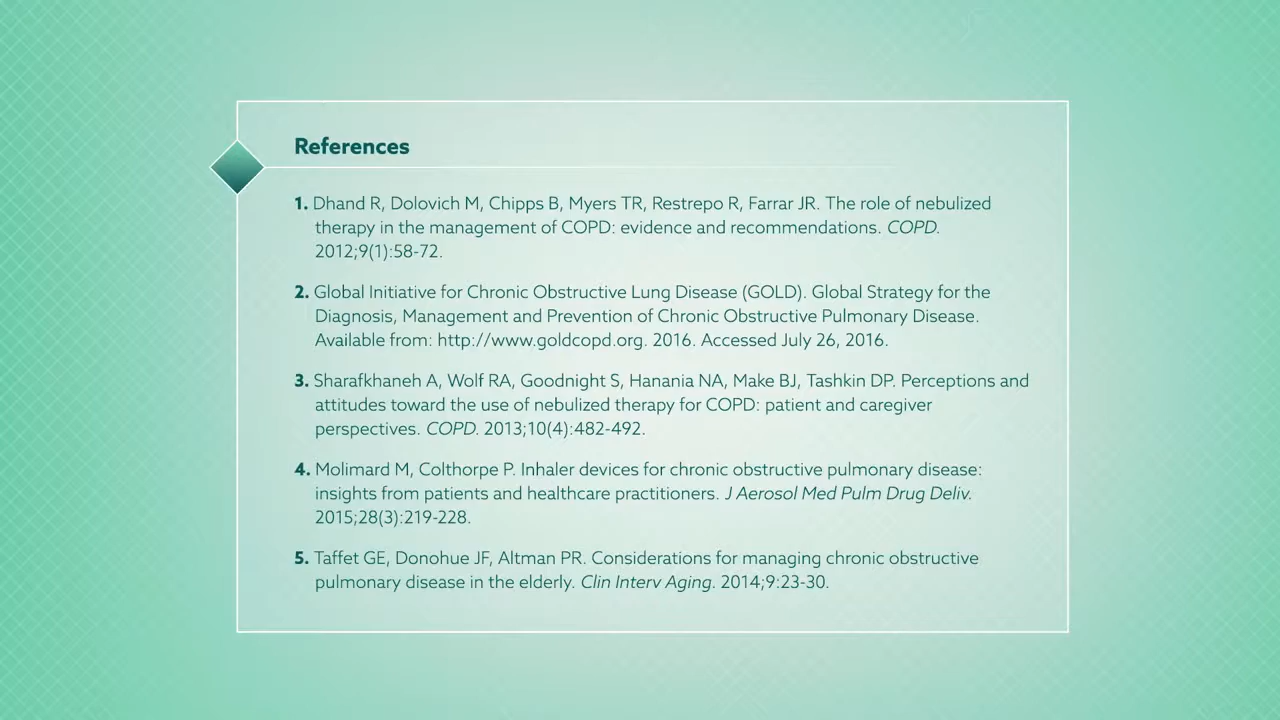 References
1. Dhand R, Dolovich M, Chipps B, Myers TR, Restrepo R, Farrar JR. The role of nebulized
therapy in the management of COPD: evidence and recommendations. COPD.
2012;9(1):58-72.
2. Global Initiative for Chronic Obstructive Lung Disease (GOLD). Global Strategy for the
Diagnosis, Management and Prevention of Chronic Obstructive Pulmonary Disease.
Available from: http://www.goldcopd.org. 2016. Accessed July 26, 2016.
3. Sharafkhaneh A, Wolf RA, Goodnight S, Hanania NA, Make BJ, Tashkin DP. Perceptions and
attitudes toward the use of nebulized therapy for COPD: patient and caregiver
perspectives. COPD. 2013;10(4):482-492.
4. Molimard M, Colthorpe P. Inhaler devices for chronic obstructive pulmonary disease:
insights from patients and healthcare practitioners. J Aerosol Med Pulm Drug Deliv.
2015;28(3):219-228.
5. Taffet GE, Donohue JF, Altman PR. Considerations for managing chronic obstructive
pulmonary disease in the elderly. Clin Interv Aging. 2014;9:23-30.